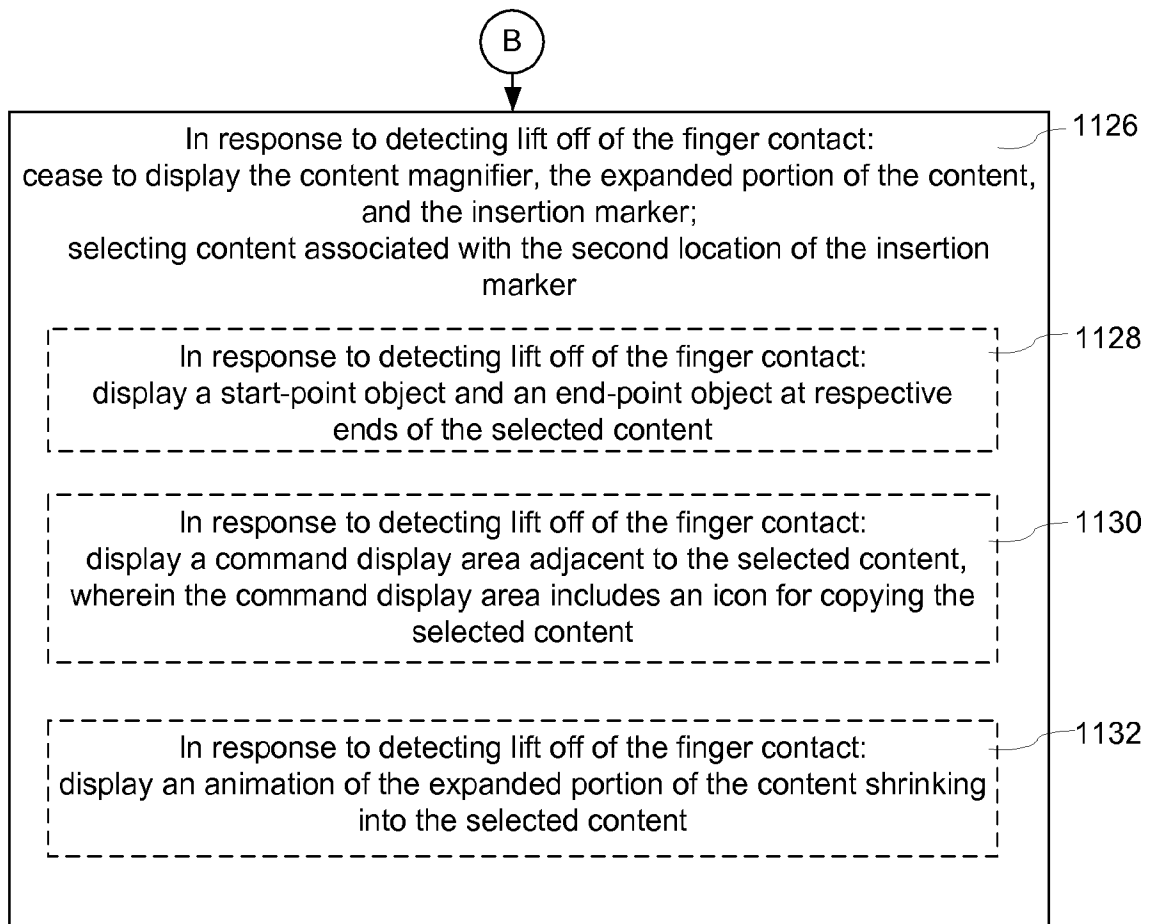 B
In response to detecting lift off of the finger contact:
cease to display the content magnifier, the expanded portion of the content,
and the insertion marker;
selecting content associated with the second location of the insertion
marker
1126
In response to detecting lift off of the finger contact:
display a start-point object and an end-point object at respective
ends of the selected content
1128
In response to detecting lift off of the finger contact:
display a command display area adjacent to the selected content,
wherein the command display area includes an icon for copying the
selected content
1130
In response to detecting lift off of the finger contact:
display an animation of the expanded portion of the content shrinking
into the selected content
1132